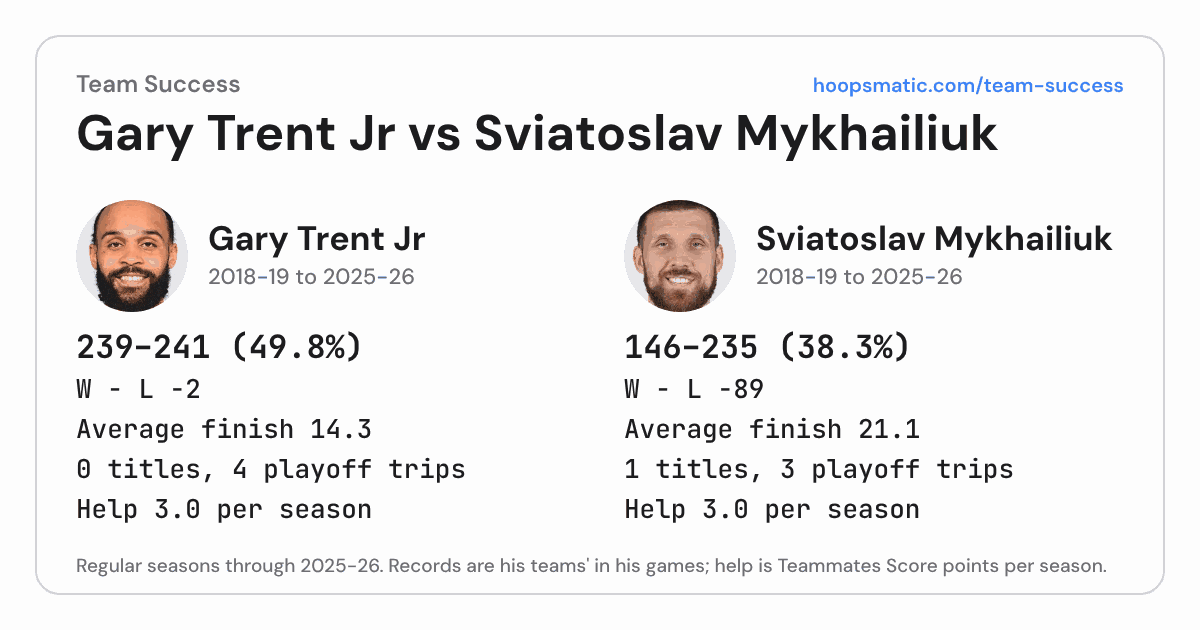 Team Success
hoopsmatic.com/team-success
Gary Trent Jr vs Sviatoslav Mykhailiuk
Gary Trent Jr
2018-19 to 2025-26
239-241 (49.8%)
W - L -2
Average finish 14.3
0 titles, 4 playoff trips
Help 3.0 per season
Sviatoslav Mykhailiuk
2018-19 to 2025-26
146-235 (38.3%)
W - L -89
Average finish 21.1
1 titles, 3 playoff trips
Help 3.0 per season
Regular seasons through 2025-26. Records are his teams' in his games; help is Teammates Score points per season.